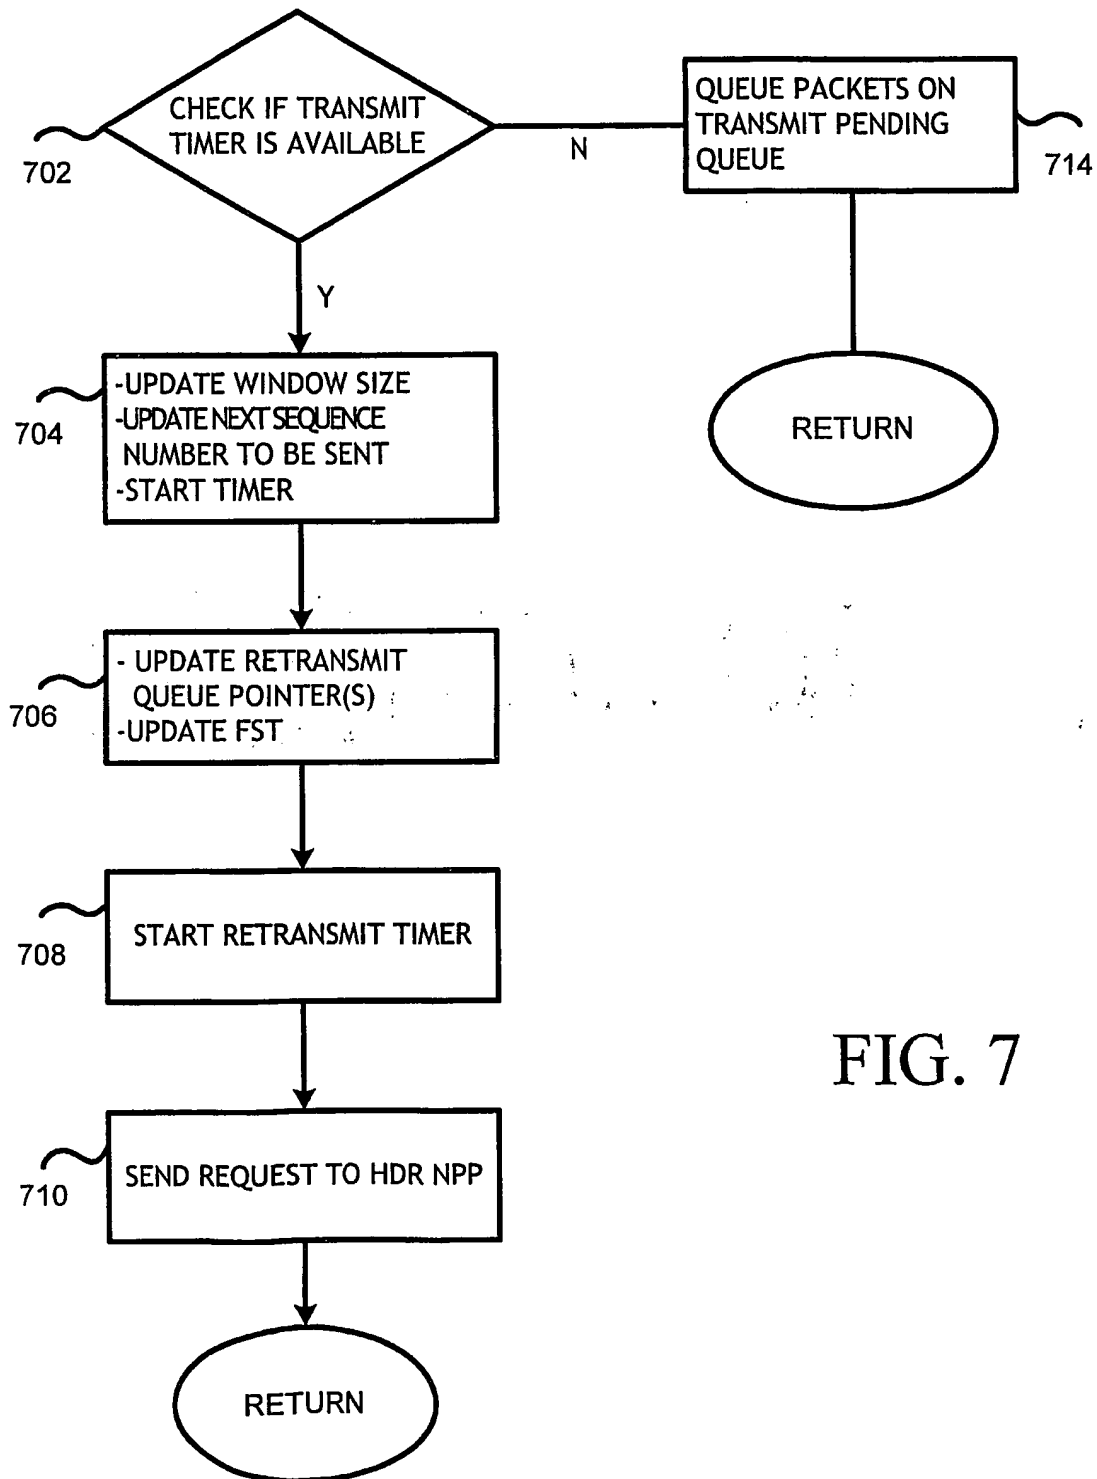 CHECK IF TRANSMIT
TIMER IS AVAILABLE
702
N
QUEUE PACKETS ON
TRANSMIT PENDING
QUEUE
714
Y
RETURN
-UPDATE WINDOW SIZE
-UPDATE NEXT SEQUENCE
NUMBER TO BE SENT
-START TIMER
704
- UPDATE RETRANSMIT
QUEUE POINTER(S)
-UPDATE FST
706
START RETRANSMIT TIMER
708
FIG. 7
SEND REQUEST TO HDR NPP
710
RETURN